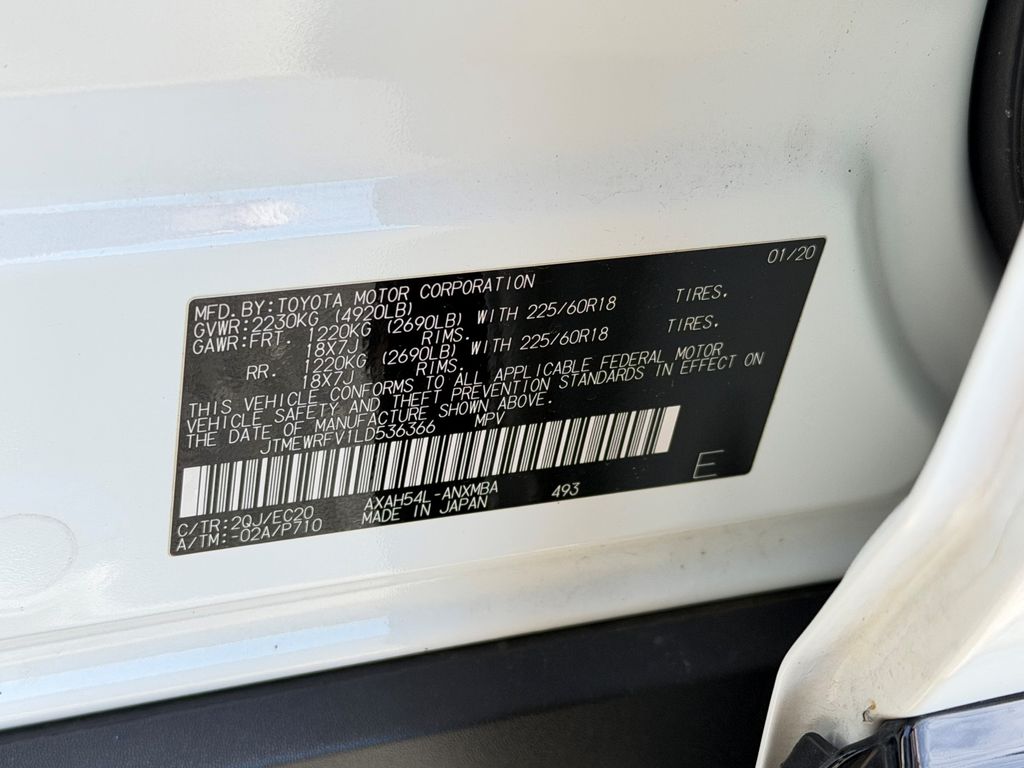 01/20
MFD.BY:TOYOTA MOTOR CORPORATION
GVWR:2230KG (4920LB)
GAWR:FRT. 1220KG (2690LB) WITH 225/60R18 TIRES.
18X7J RIMS.
RR. 1220KG (2690LB) WITH 225/60R18 TIRES.
18X7J RIMS.
THIS VEHICLE CONFORMS TO ALL APPLICABLE FEDERAL MOTOR
VEHICLE SAFETY AND THEFT PREVENTION STANDARDS IN EFFECT ON
THE DATE OF MANUFACTURE SHOWN ABOVE.
JTMEWRFV1LD536366 MPV
E
C/TR:2QJ/EC20 AXAH54L-ANXMBA 493
A/TM:-02A/P710 MADE IN JAPAN